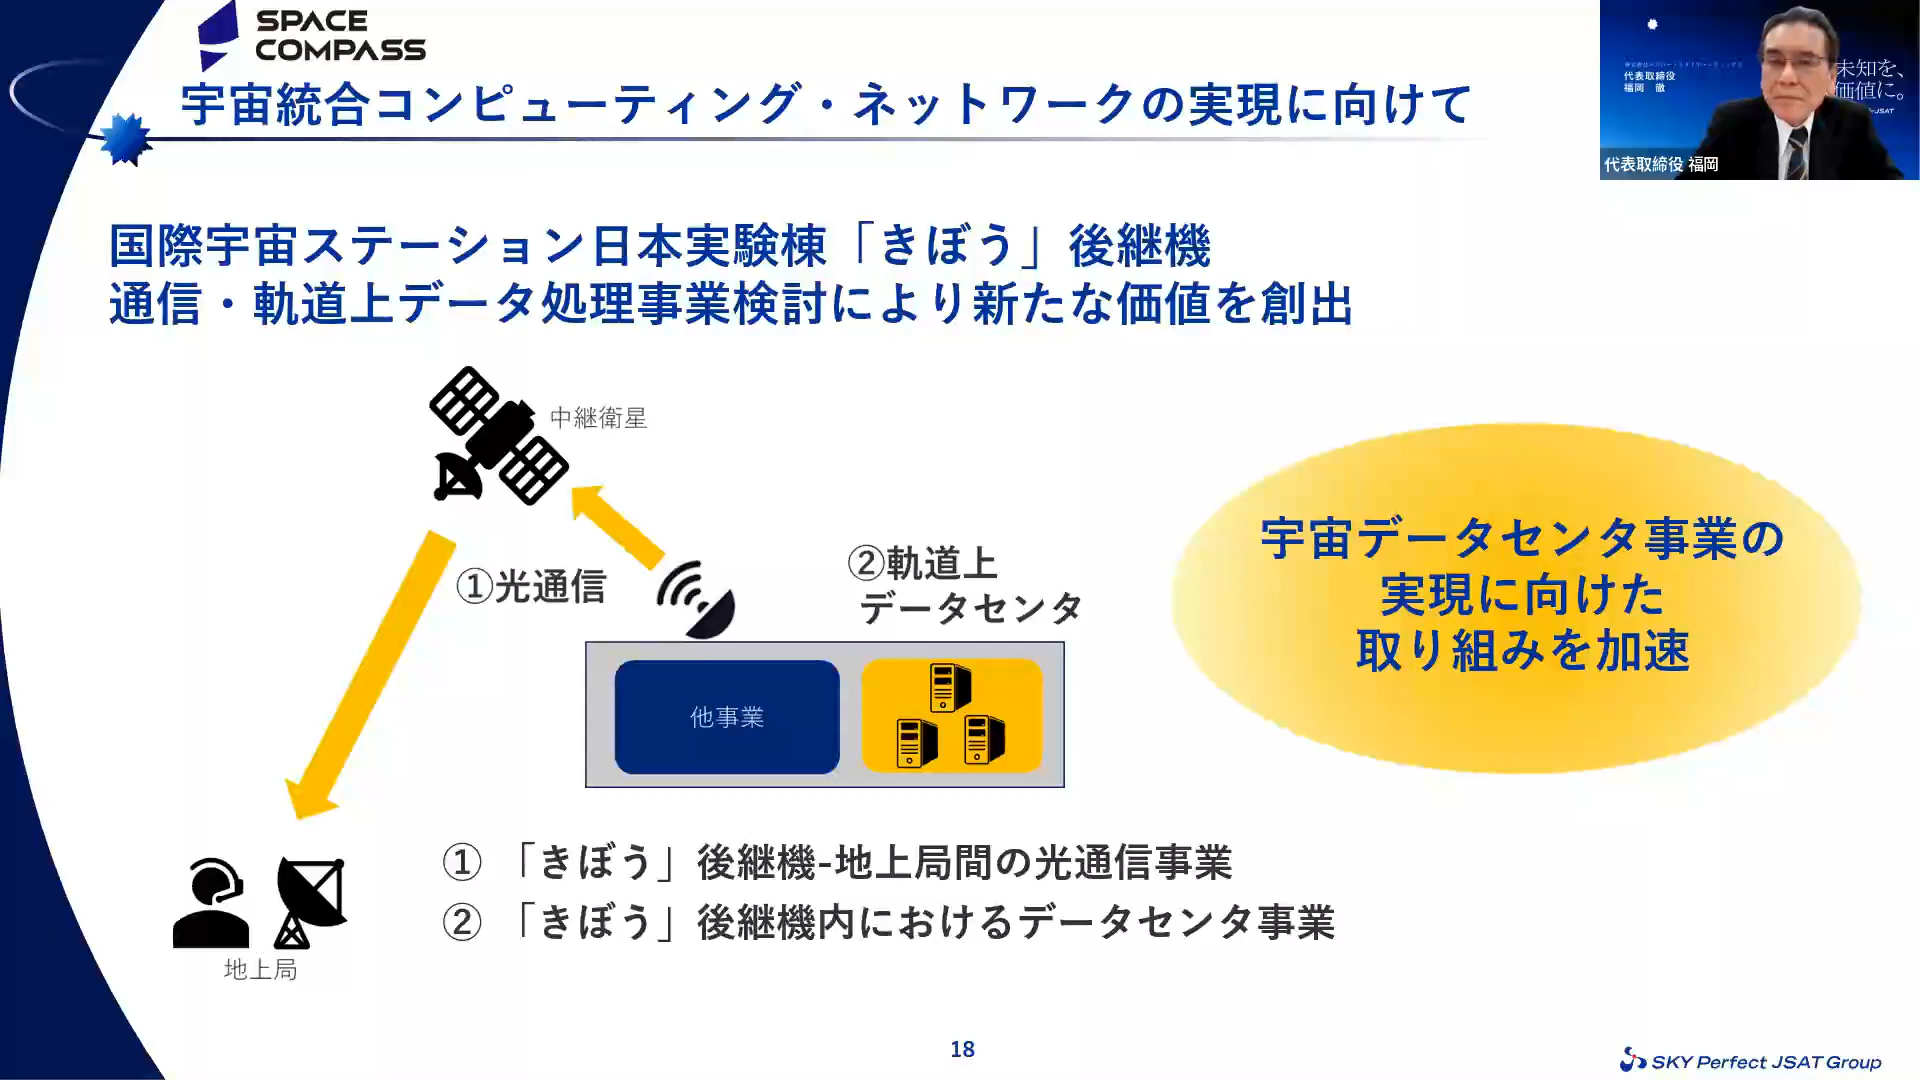 SPACE
COMPASS
宇宙統合コンピューティング・ネットワークの実現に向けて
代表取締役
福岡 徹
未知を、
価値に。
代表取締役 福岡
国際宇宙ステーション日本実験棟「きぼう」後継機
通信・軌道上データ処理事業検討により新たな価値を創出
中継衛星
①光通信
②軌道上
データセンタ
他事業
宇宙データセンタ事業の
実現に向けた
取り組みを加速
地上局
① 「きぼう」後継機-地上局間の光通信事業
② 「きぼう」後継機内におけるデータセンタ事業
18
SKY Perfect JSAT Group